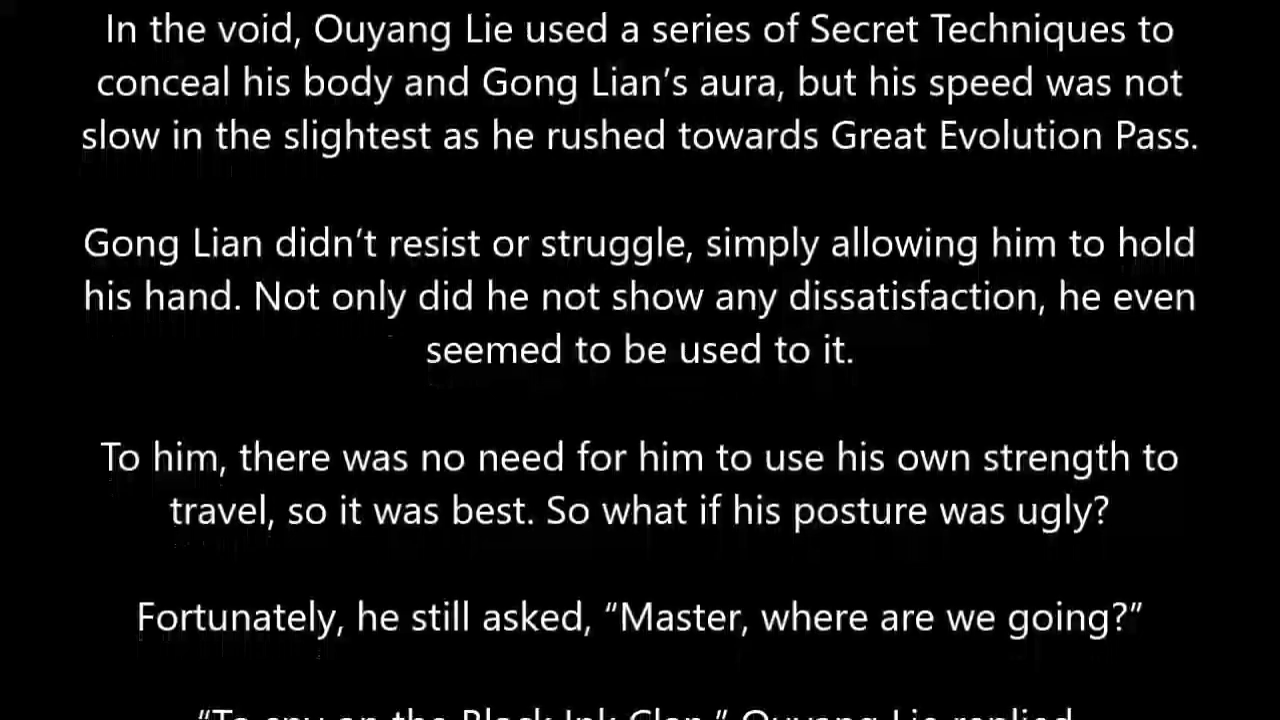 In the void, Ouyang Lie used a series of Secret Techniques to
conceal his body and Gong Lian’s aura, but his speed was not
slow in the slightest as he rushed towards Great Evolution Pass.
Gong Lian didn’t resist or struggle, simply allowing him to hold
his hand. Not only did he not show any dissatisfaction, he even
seemed to be used to it.
To him, there was no need for him to use his own strength to
travel, so it was best. So what if his posture was ugly?
Fortunately, he still asked, “Master, where are we going?”
“To spy on the Black Ink Clan,” Ouyang Lie replied